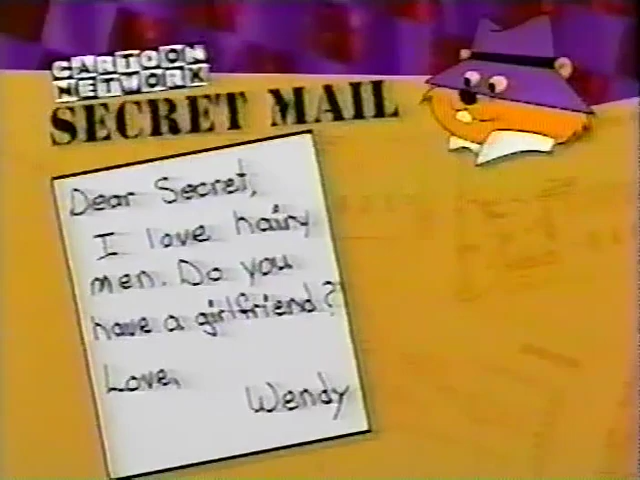 CARTOON
NETWORK
SECRET MAIL
Dear Secret,
I love hairy
men. Do you
have a girlfriend?
Love,
Wendy